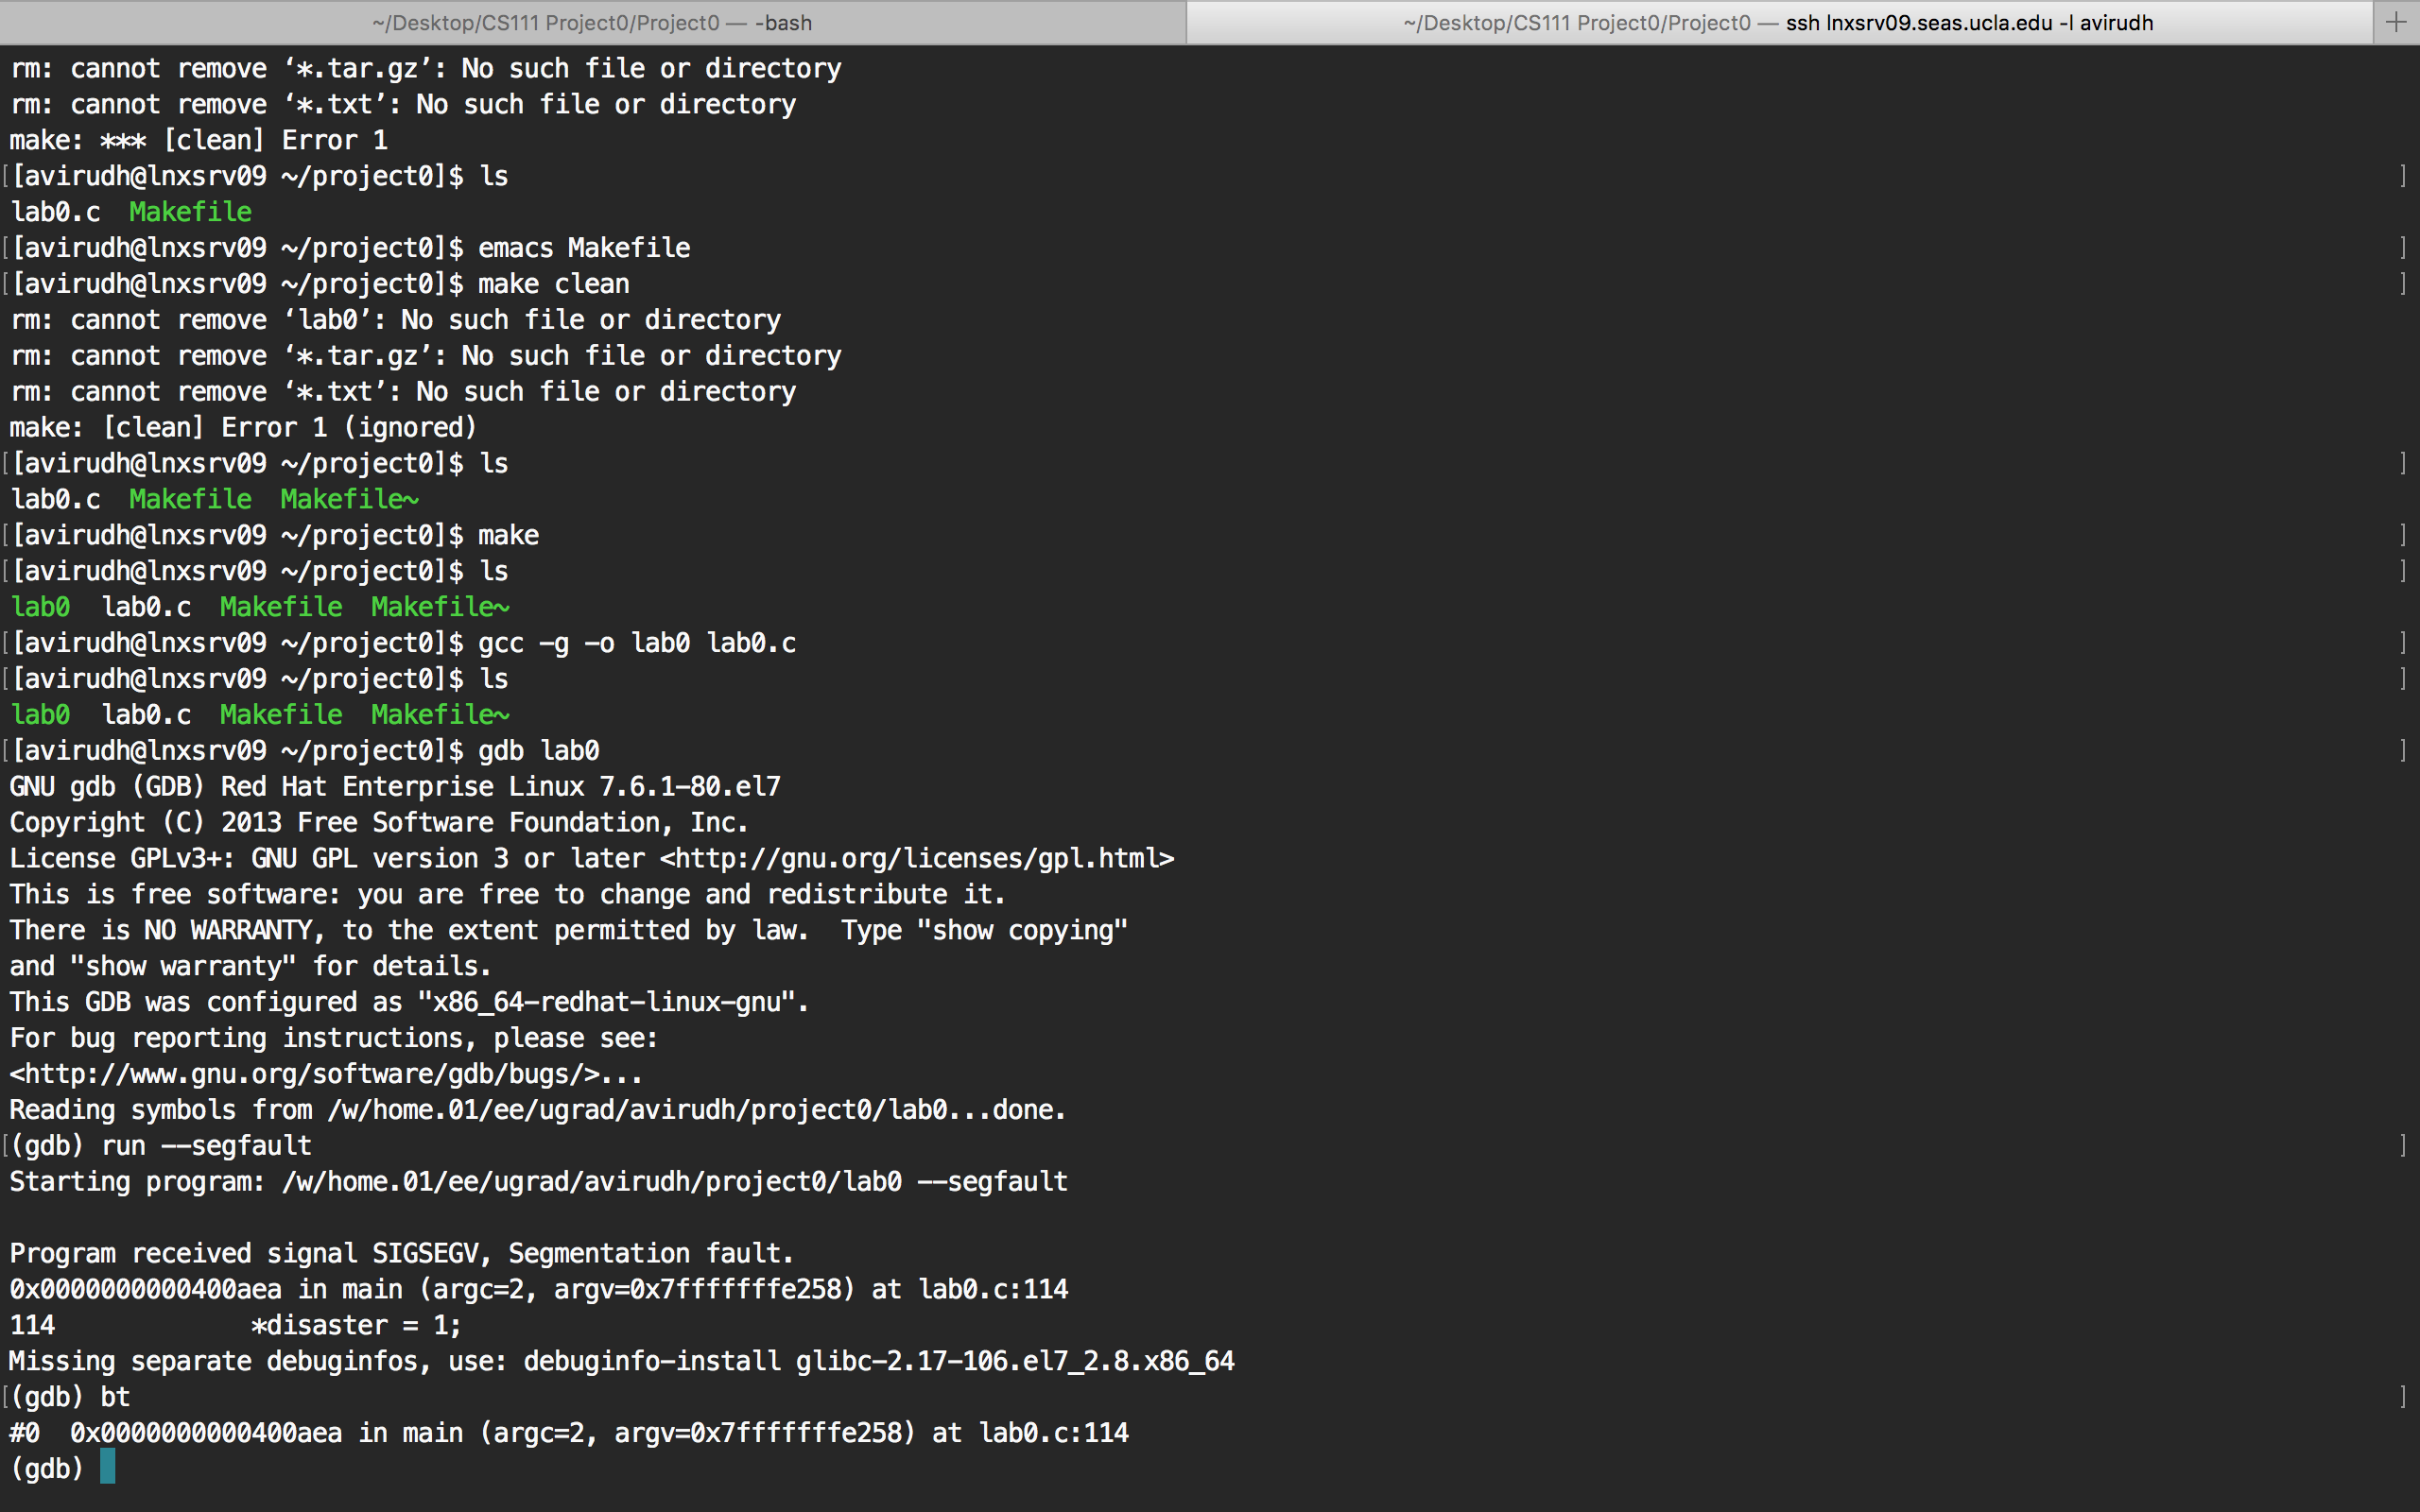 ~/Desktop/CS111 Project0/Project0 — -bash
~/Desktop/CS111 Project0/Project0 — ssh lnxsrv09.seas.ucla.edu -l avirudh +
rm: cannot remove ‘*.tar.gz’: No such file or directory
rm: cannot remove ‘*.txt’: No such file or directory
make: *** [clean] Error 1
[[avirudh@lnxsrv09 ~/project0]$ ls ]
lab0.c  Makefile
[[avirudh@lnxsrv09 ~/project0]$ emacs Makefile ]
[[avirudh@lnxsrv09 ~/project0]$ make clean ]
rm: cannot remove ‘lab0’: No such file or directory
rm: cannot remove ‘*.tar.gz’: No such file or directory
rm: cannot remove ‘*.txt’: No such file or directory
make: [clean] Error 1 (ignored)
[[avirudh@lnxsrv09 ~/project0]$ ls ]
lab0.c  Makefile  Makefile~
[[avirudh@lnxsrv09 ~/project0]$ make ]
[[avirudh@lnxsrv09 ~/project0]$ ls ]
lab0  lab0.c  Makefile  Makefile~
[[avirudh@lnxsrv09 ~/project0]$ gcc -g -o lab0 lab0.c ]
[[avirudh@lnxsrv09 ~/project0]$ ls ]
lab0  lab0.c  Makefile  Makefile~
[[avirudh@lnxsrv09 ~/project0]$ gdb lab0 ]
GNU gdb (GDB) Red Hat Enterprise Linux 7.6.1-80.el7
Copyright (C) 2013 Free Software Foundation, Inc.
License GPLv3+: GNU GPL version 3 or later <http://gnu.org/licenses/gpl.html>
This is free software: you are free to change and redistribute it.
There is NO WARRANTY, to the extent permitted by law.  Type "show copying"
and "show warranty" for details.
This GDB was configured as "x86_64-redhat-linux-gnu".
For bug reporting instructions, please see:
<http://www.gnu.org/software/gdb/bugs/>...
Reading symbols from /w/home.01/ee/ugrad/avirudh/project0/lab0...done.
[(gdb) run --segfault ]
Starting program: /w/home.01/ee/ugrad/avirudh/project0/lab0 --segfault
Program received signal SIGSEGV, Segmentation fault.
0x0000000000400aea in main (argc=2, argv=0x7fffffffe258) at lab0.c:114
114             *disaster = 1;
Missing separate debuginfos, use: debuginfo-install glibc-2.17-106.el7_2.8.x86_64
[(gdb) bt ]
#0  0x0000000000400aea in main (argc=2, argv=0x7fffffffe258) at lab0.c:114
(gdb)